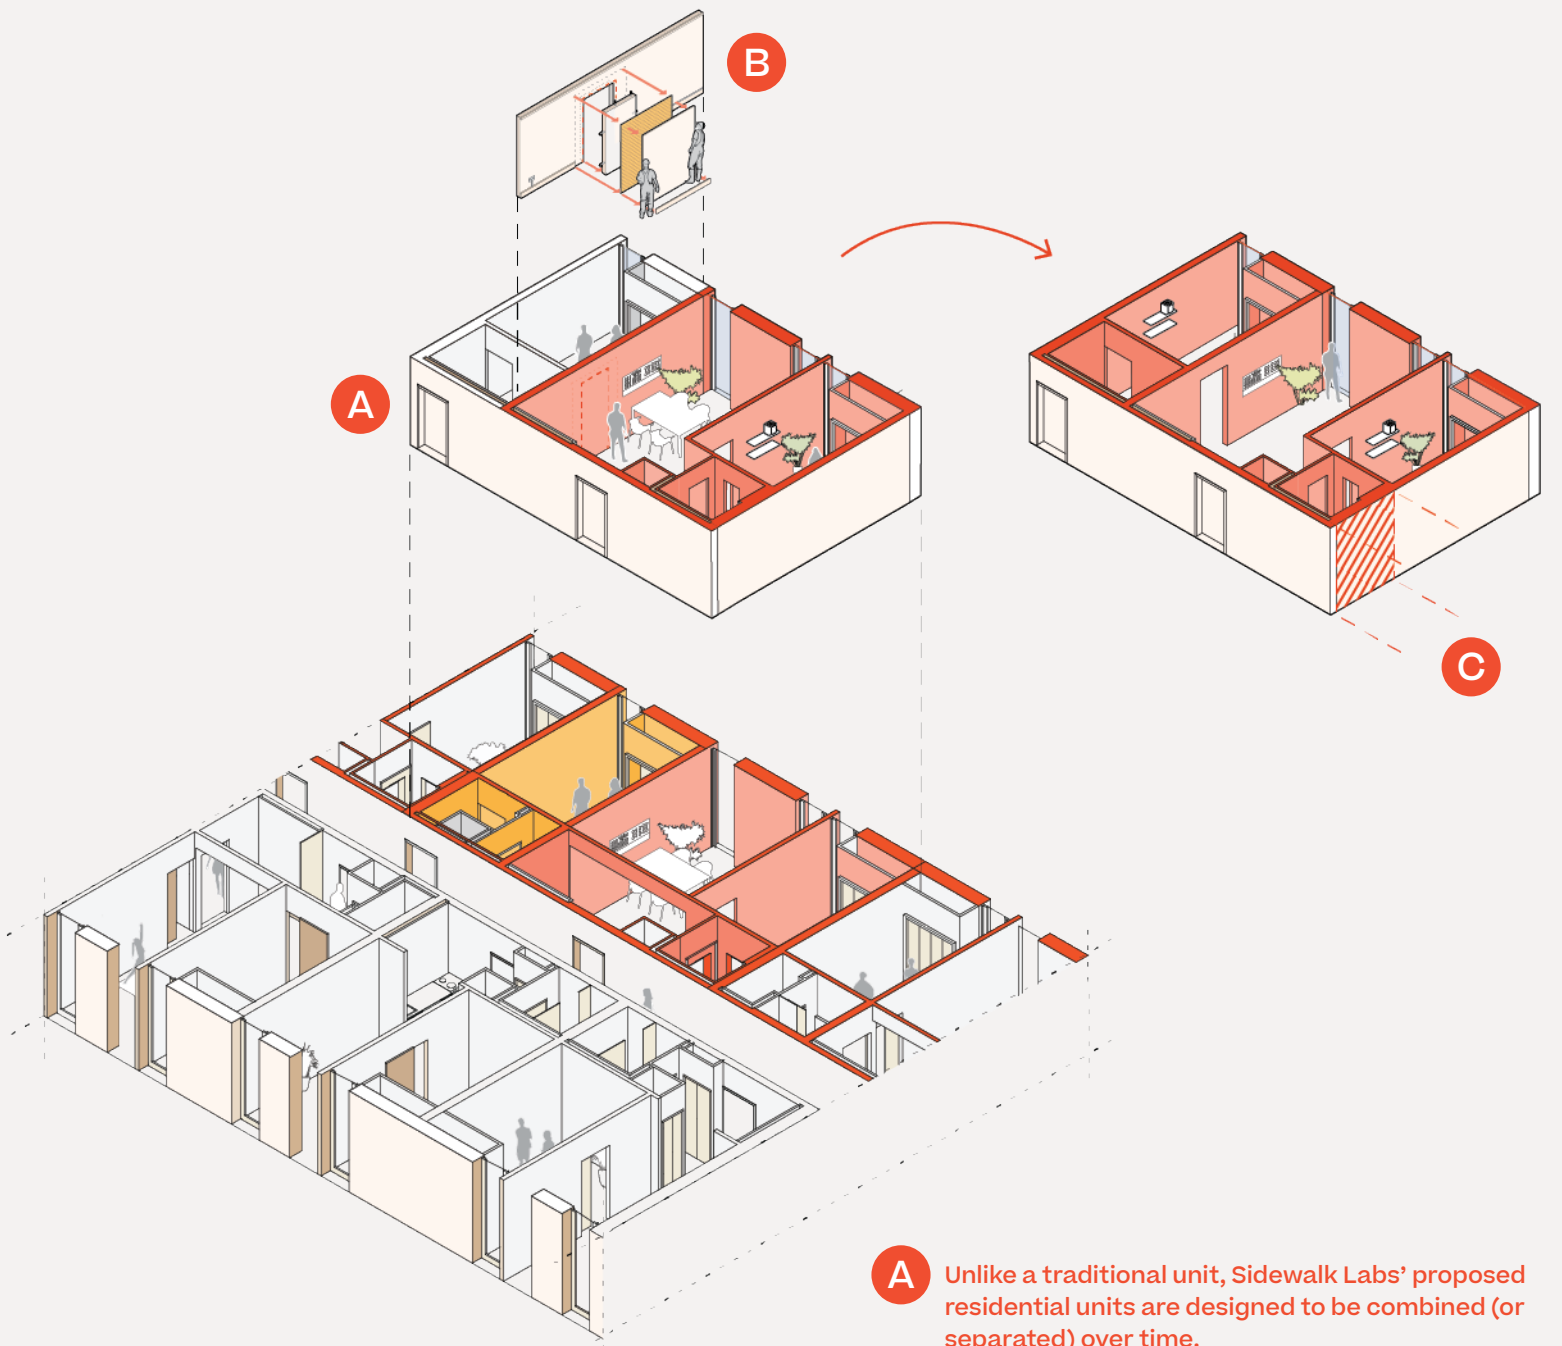 B
A
C
A
Unlike a traditional unit, Sidewalk Labs’ proposed
residential units are designed to be combined (or
separated) over time.